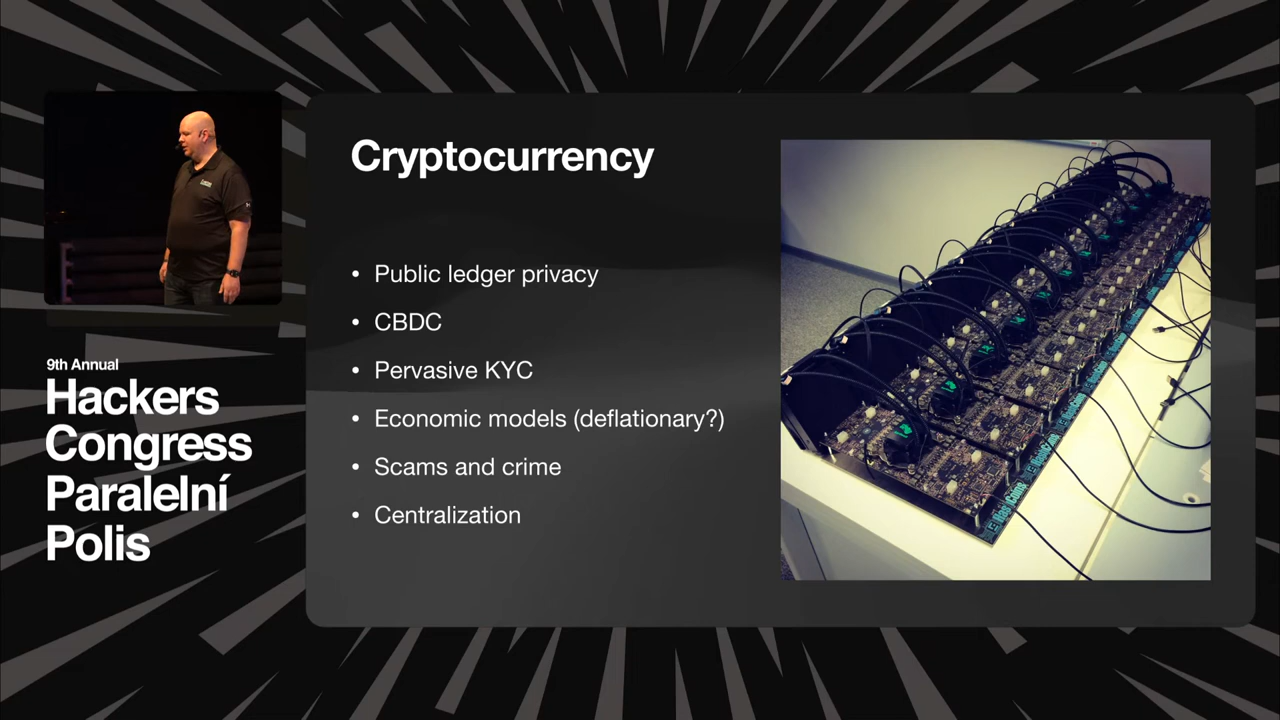 9th Annual
Hackers
Congress
Paralelní
Polis
Cryptocurrency
• Public ledger privacy
• CBDC
• Pervasive KYC
• Economic models (deflationary?)
• Scams and crime
• Centralization